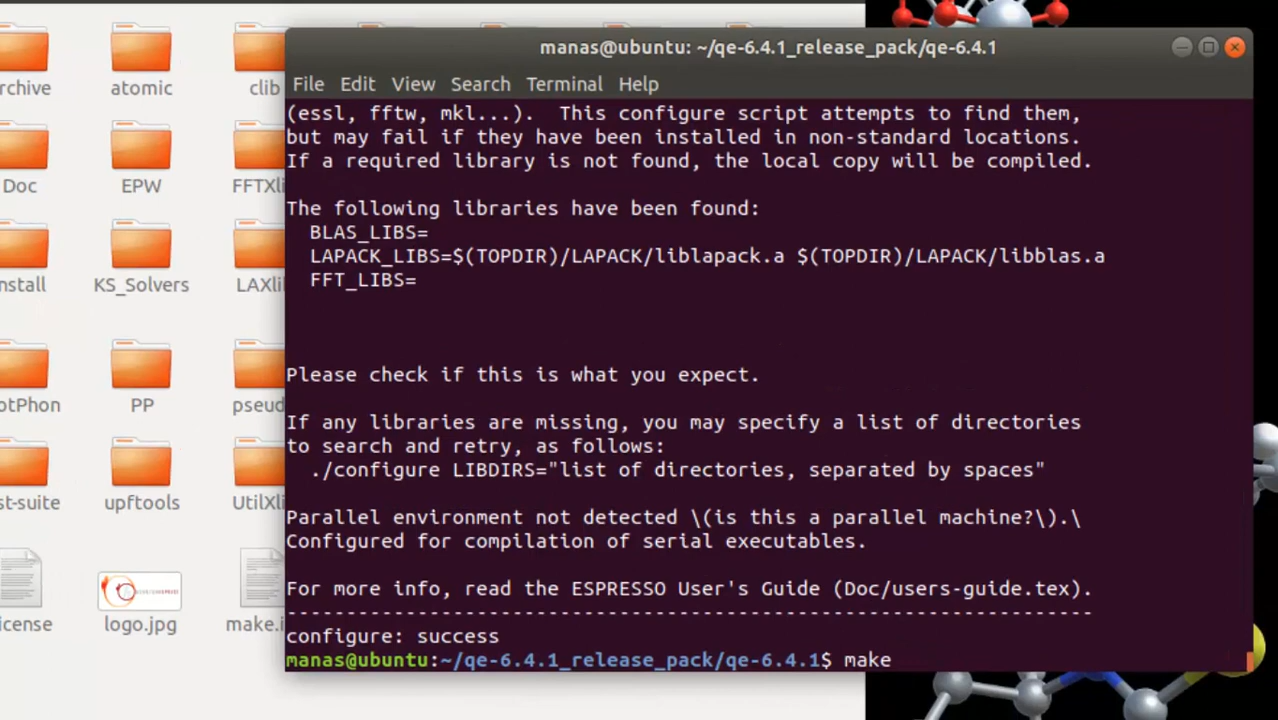 manas@ubuntu: ~/qe-6.4.1_release_pack/qe-6.4.1
File Edit View Search Terminal Help
(essl, fftw, mkl...).  This configure script attempts to find them,
but may fail if they have been installed in non-standard locations.
If a required library is not found, the local copy will be compiled.
The following libraries have been found:
BLAS_LIBS=
LAPACK_LIBS=$(TOPDIR)/LAPACK/liblapack.a $(TOPDIR)/LAPACK/libblas.a
FFT_LIBS=
Please check if this is what you expect.
If any libraries are missing, you may specify a list of directories
to search and retry, as follows:
./configure LIBDIRS="list of directories, separated by spaces"
Parallel environment not detected \(is this a parallel machine?\).\
Configured for compilation of serial executables.
For more info, read the ESPRESSO User's Guide (Doc/users-guide.tex).
--------------------------------------------------------------------
configure: success
manas@ubuntu:~/qe-6.4.1_release_pack/qe-6.4.1$ make
rchive atomic clib
Doc EPW FFTXli
nstall KS_Solvers LAXli
otPhon PP pseud
st-suite upftools UtilXli
icense logo.jpg make.i